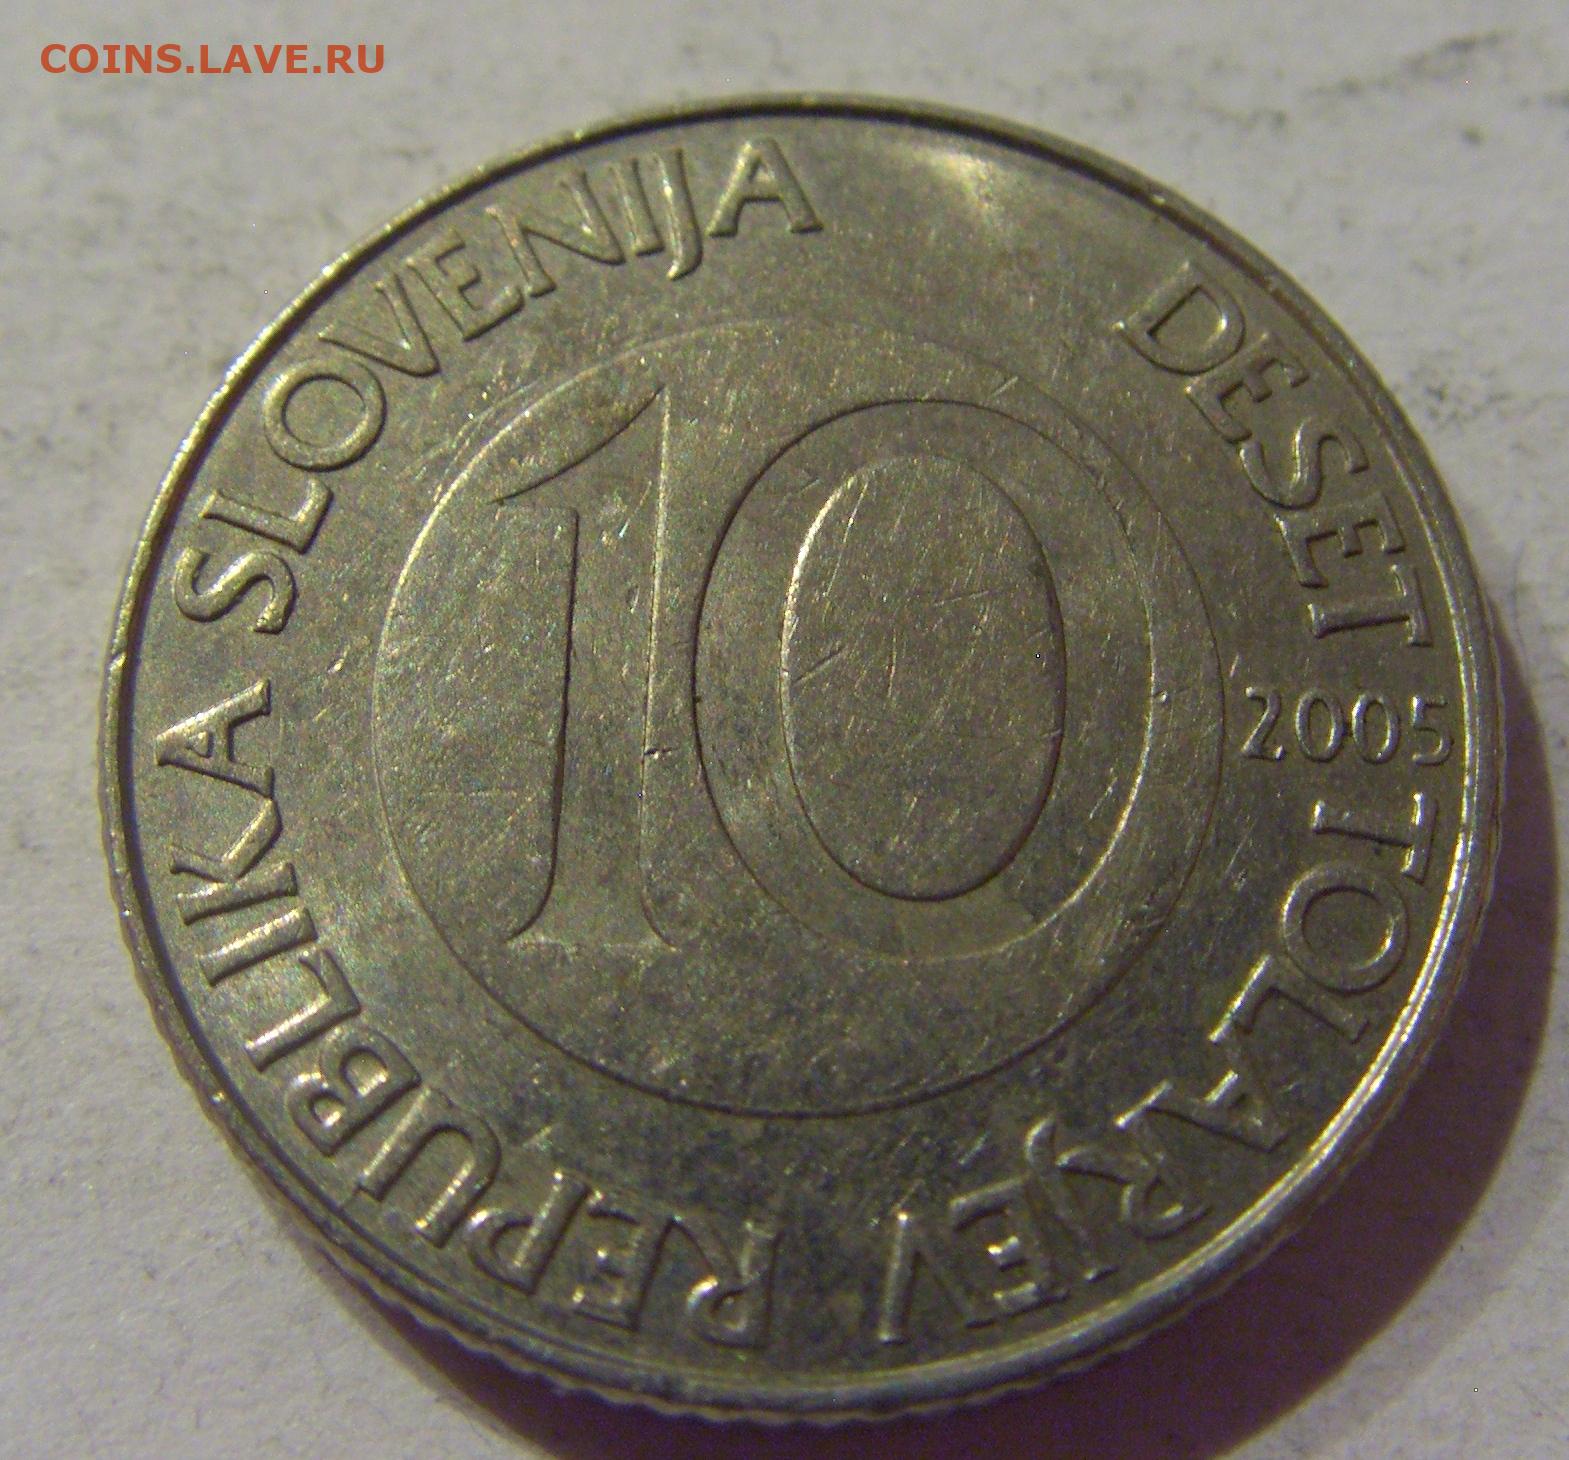 COINS.LAVE.RU
REPUBLIKA SLOVENIJA
DESET TOLARJEV
2005
10